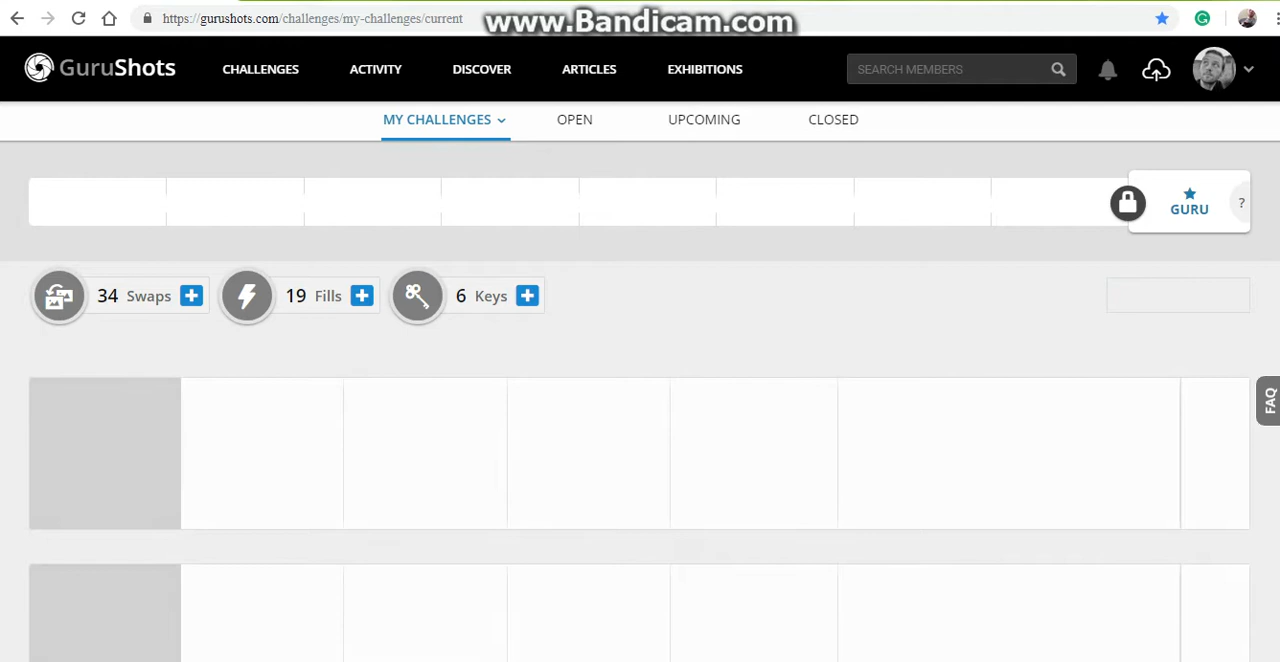 https://gurushots.com/challenges/my-challenges/current
www.Bandicam.com
GuruShots
CHALLENGES
ACTIVITY
DISCOVER
ARTICLES
EXHIBITIONS
SEARCH MEMBERS
MY CHALLENGES
OPEN
UPCOMING
CLOSED
GURU
?
34 Swaps
19 Fills
6 Keys
FAQ